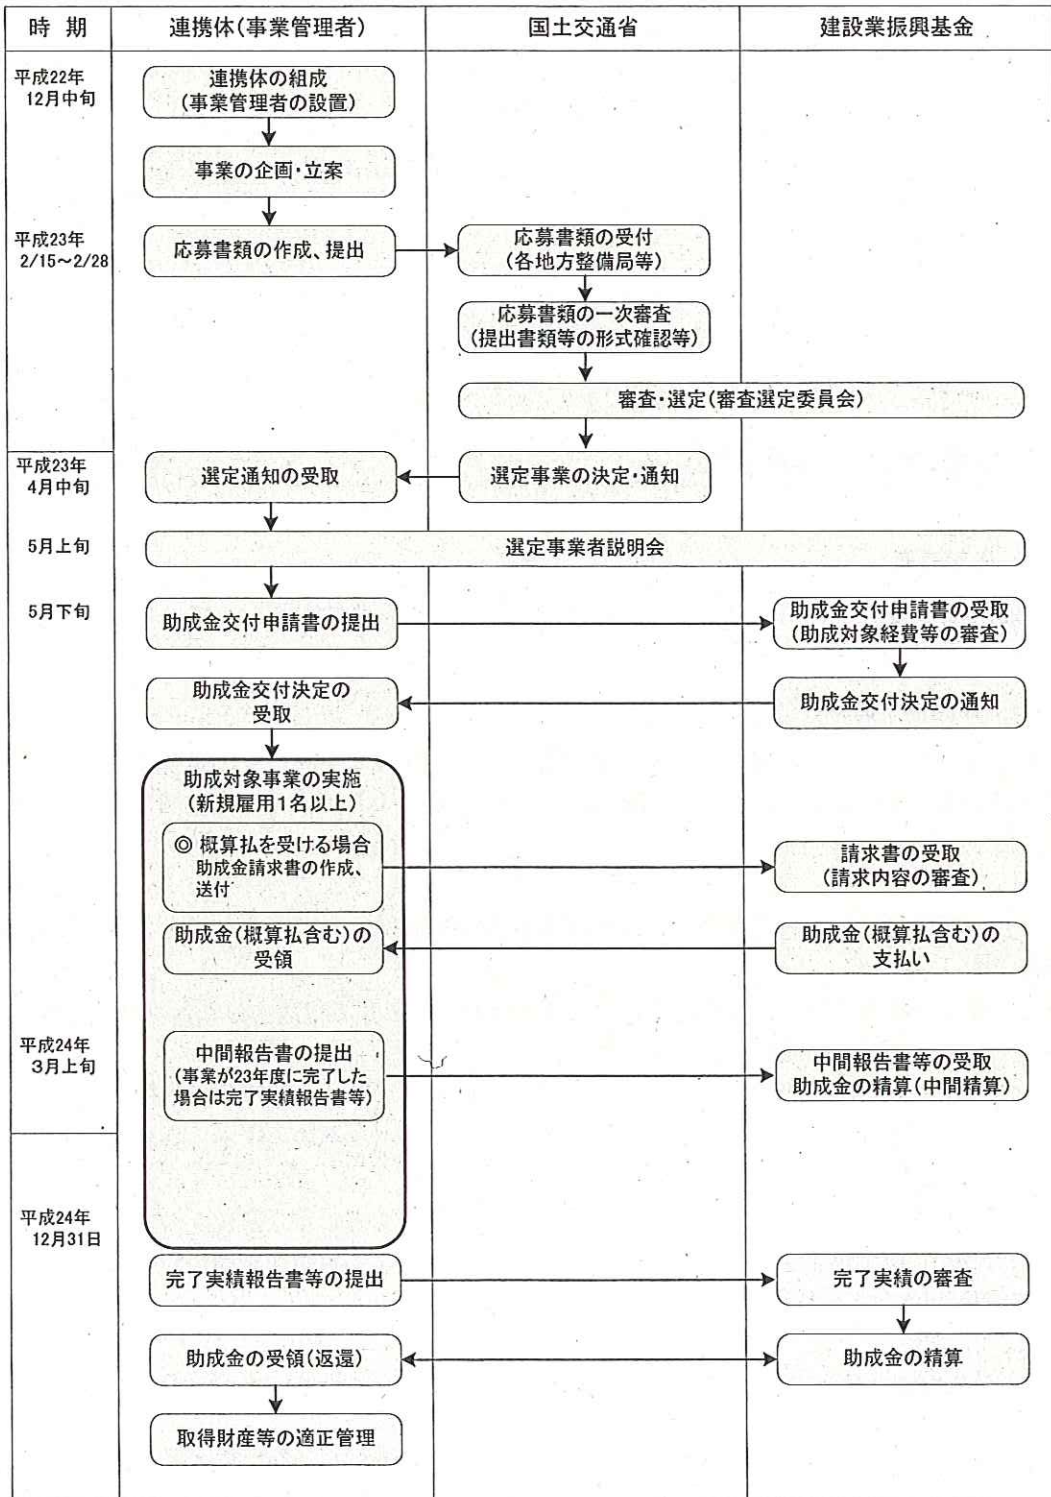 時 期
連携体(事業管理者)
国土交通省
建設業振興基金
平成22年
12月中旬
連携体の組成
(事業管理者の設置)
事業の企画・立案
平成23年
2/15～2/28
応募書類の作成、提出
応募書類の受付
(各地方整備局等)
応募書類の一次審査
(提出書類等の形式確認等)
審査・選定(審査選定委員会)
平成23年
4月中旬
選定通知の受取
選定事業の決定・通知
5月上旬
選定事業者説明会
5月下旬
助成金交付申請書の提出
助成金交付申請書の受取
(助成対象経費等の審査)
助成金交付決定の
受取
助成金交付決定の通知
助成対象事業の実施
(新規雇用1名以上)
◎ 概算払を受ける場合
助成金請求書の作成、
送付
請求書の受取
(請求内容の審査)
助成金(概算払含む)の
受領
助成金(概算払含む)の
支払い
平成24年
3月上旬
中間報告書の提出
(事業が23年度に完了した
場合は完了実績報告書等)
中間報告書等の受取
助成金の精算(中間精算)
平成24年
12月31日
完了実績報告書等の提出
完了実績の審査
助成金の受領(返還)
助成金の精算
取得財産等の適正管理